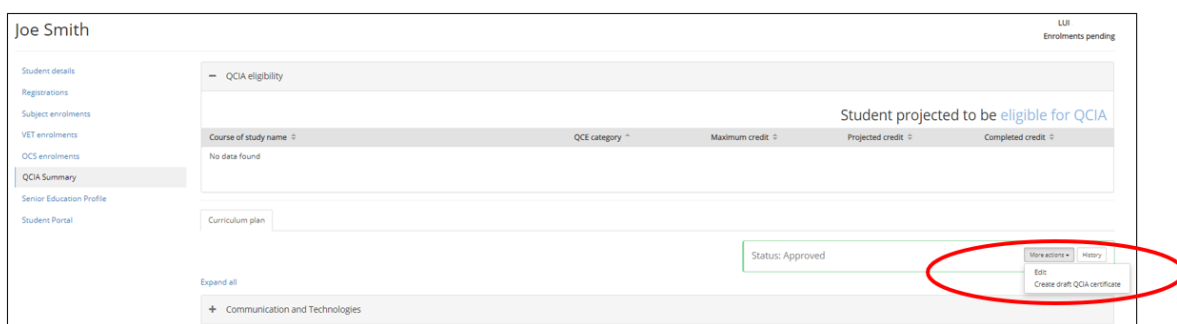 Joe Smith
LUI
Enrolments pending
Student details
Registrations
Subject enrolments
VET enrolments
OCS enrolments
QCIA Summary
Senior Education Profile
Student Portal
QCIA eligibility
Student projected to be eligible for QCIA
Course of study name QCE category Maximum credit Projected credit Completed credit
No data found
Curriculum plan
Status: Approved More actions History
Edit
Create draft QCIA certificate
Expand all
Communication and Technologies